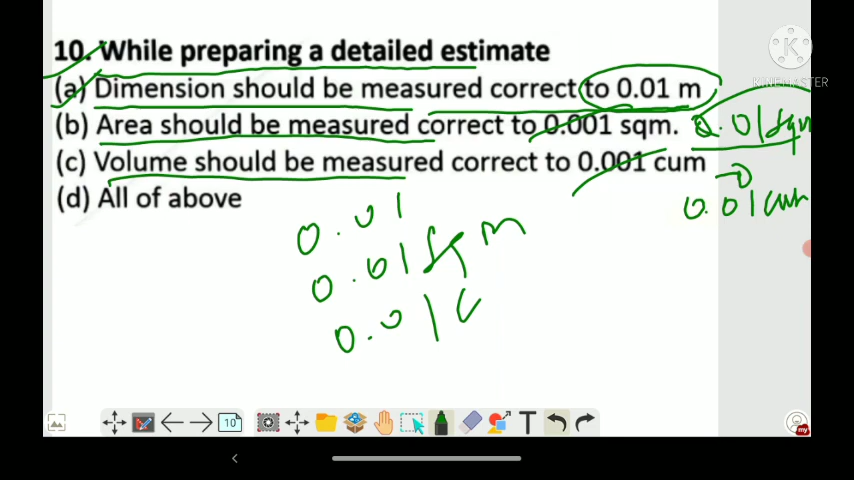 10. While preparing a detailed estimate
(a) Dimension should be measured correct to 0.01 m
KINEMASTER
(b) Area should be measured correct to 0.001 sqm. 0.01 sqm
(c) Volume should be measured correct to 0.001 cum
(d) All of above
0.01 cum
0.01
0.01 sqm
0.01 c
10
T
my